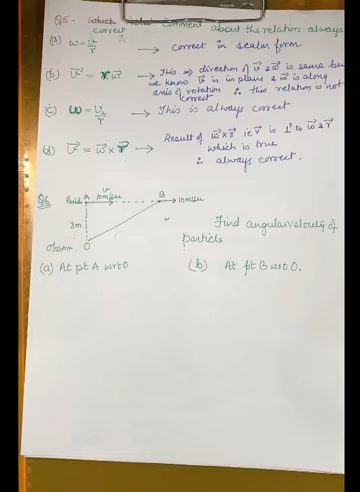 Q5. Which comment about the relation always
correct
(a) ω = v/r → correct in scalar form
(b) v⃗ = r ω⃗ → This ⇒ direction of v⃗ & ω⃗ is same but
we know v⃗ is in plane & ω⃗ is along
axis of rotation ∴ this relation is not
correct
(c) ω = v⊥/r → This is always correct
(d) v⃗ = ω⃗ × r⃗ → Result of ω⃗ × r⃗ ie v⃗ is ⊥r to ω⃗ & r⃗
which is true
∴ always correct.
Q6.
v
Particle A 10m/sec B 10m/sec
3m
Find angular velocity of
particle
Observer O
(a) At pt A wrt O (b) At pt B wrt O.